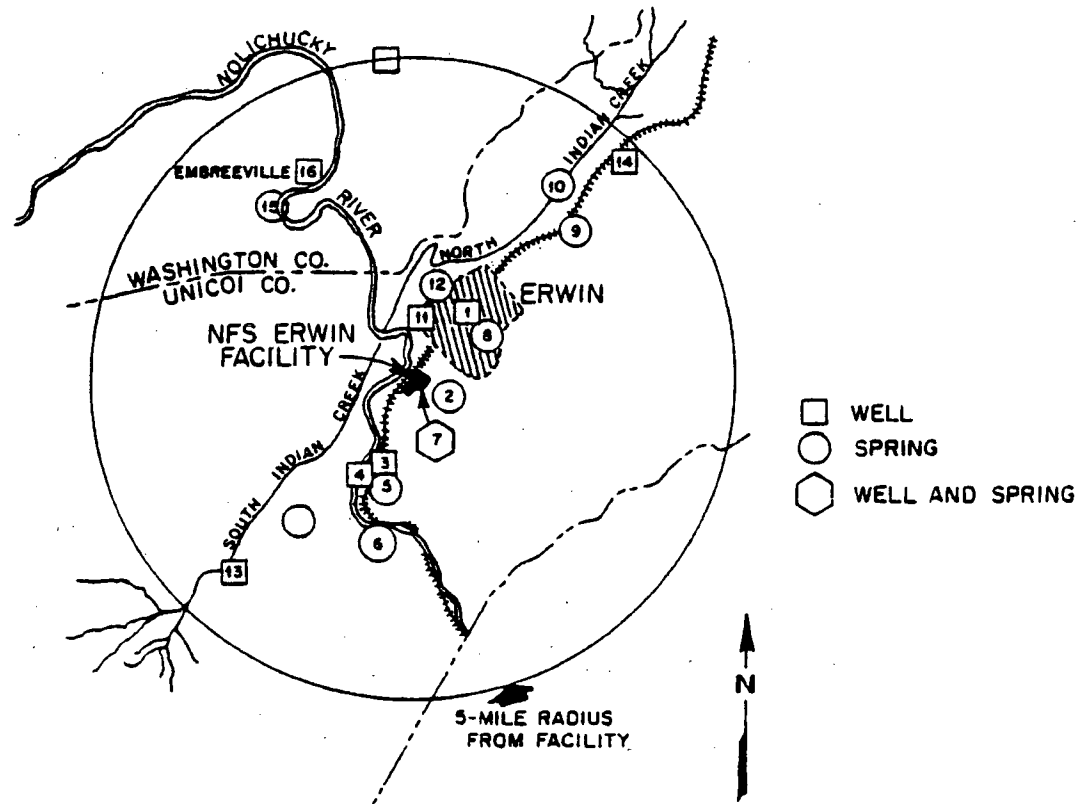 NOLICHUCKY
INDIAN CREEK
14
EMBREEVILLE 16
10
15
RIVER
9
NORTH
WASHINGTON CO.
UNICOI CO.
12
ERWIN
11
1
8
NFS ERWIN
FACILITY
2
7
SOUTH INDIAN CREEK
3
4
5
6
13
WELL
SPRING
WELL AND SPRING
N
5-MILE RADIUS
FROM FACILITY